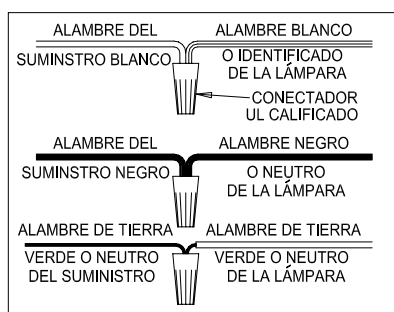 ALAMBRE DEL
SUMINSTRO BLANCO
ALAMBRE BLANCO
O IDENTIFICADO
DE LA LÁMPARA
CONECTADOR
UL CALIFICADO
ALAMBRE DEL
SUMINSTRO NEGRO
ALAMBRE NEGRO
O NEUTRO
DE LA LÁMPARA
ALAMBRE DE TIERRA
VERDE O NEUTRO
DEL SUMINISTRO
ALAMBRE DE TIERRA
VERDE O NEUTRO
DE LA LÁMPARA